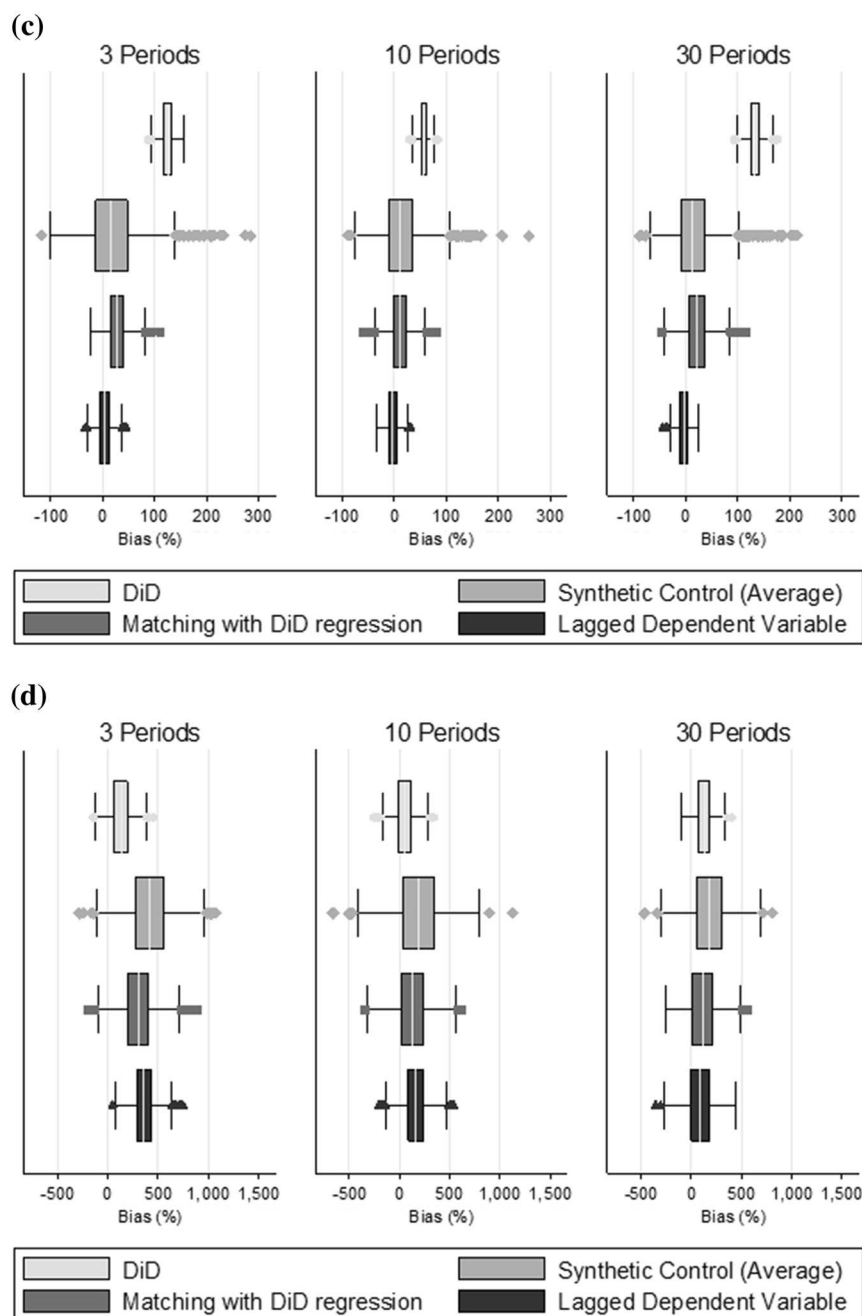 (c)
3 Periods 10 Periods 30 Periods
-100 0 100 200 300 -100 0 100 200 300 -100 0 100 200 300
Bias (%) Bias (%) Bias (%)
DiD Synthetic Control (Average)
Matching with DiD regression Lagged Dependent Variable
(d)
3 Periods 10 Periods 30 Periods
-500 0 500 1,000 1,500 -500 0 500 1,000 1,500 -500 0 500 1,000 1,500
Bias (%) Bias (%) Bias (%)
DiD Synthetic Control (Average)
Matching with DiD regression Lagged Dependent Variable